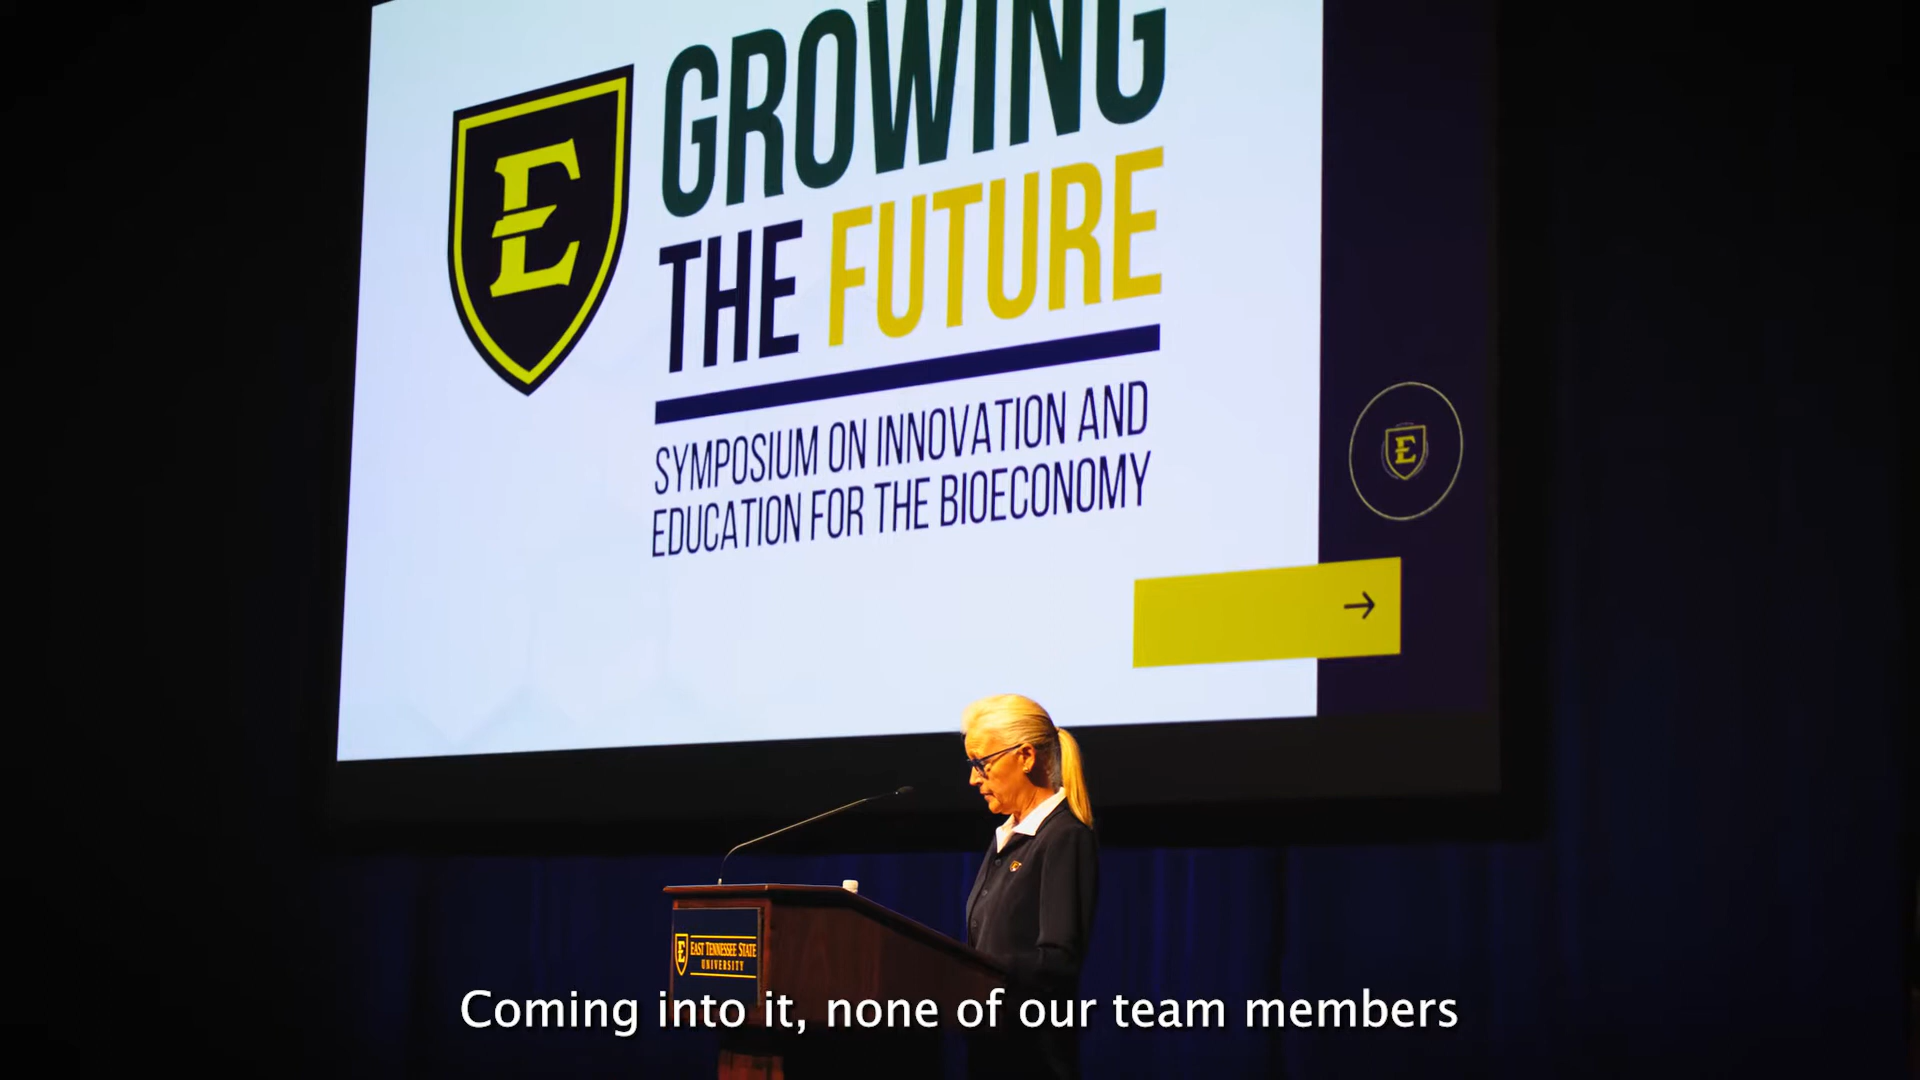 GROWING
THE FUTURE
SYMPOSIUM ON INNOVATION AND
EDUCATION FOR THE BIOECONOMY
E
E
→
E
EAST TENNESSEE STATE
UNIVERSITY
Coming into it, none of our team members